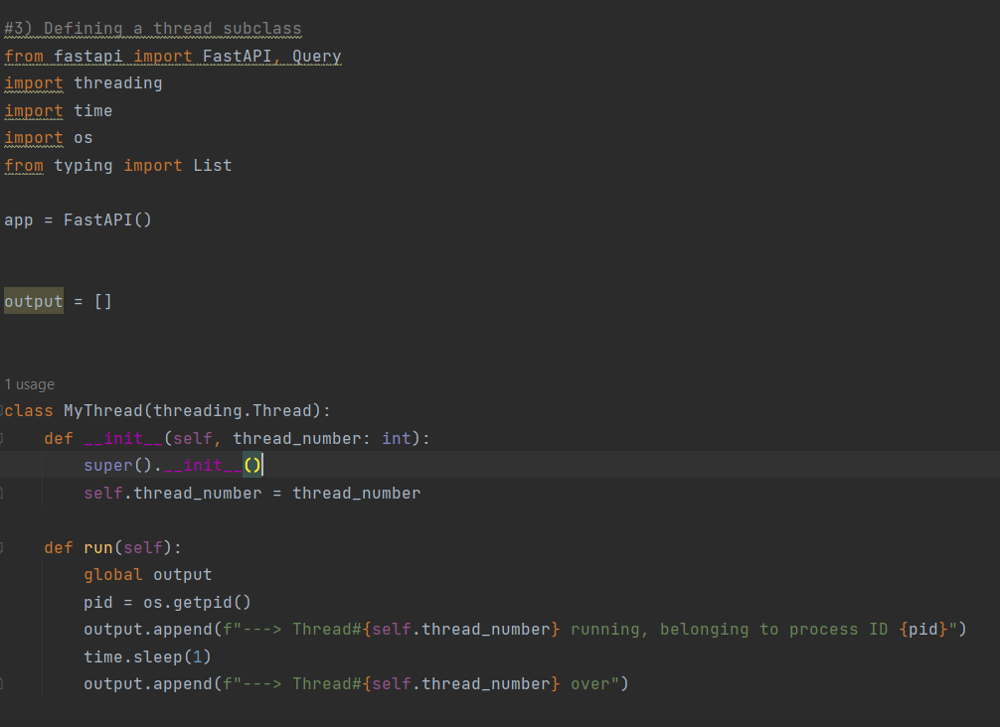 #3) Defining a thread subclass
from fastapi import FastAPI, Query
import threading
import time
import os
from typing import List
app = FastAPI()
output = []
1 usage
class MyThread(threading.Thread):
    def __init__(self, thread_number: int):
        super().__init__()
        self.thread_number = thread_number
    def run(self):
        global output
        pid = os.getpid()
        output.append(f"---> Thread#{self.thread_number} running, belonging to process ID {pid}")
        time.sleep(1)
        output.append(f"---> Thread#{self.thread_number} over")